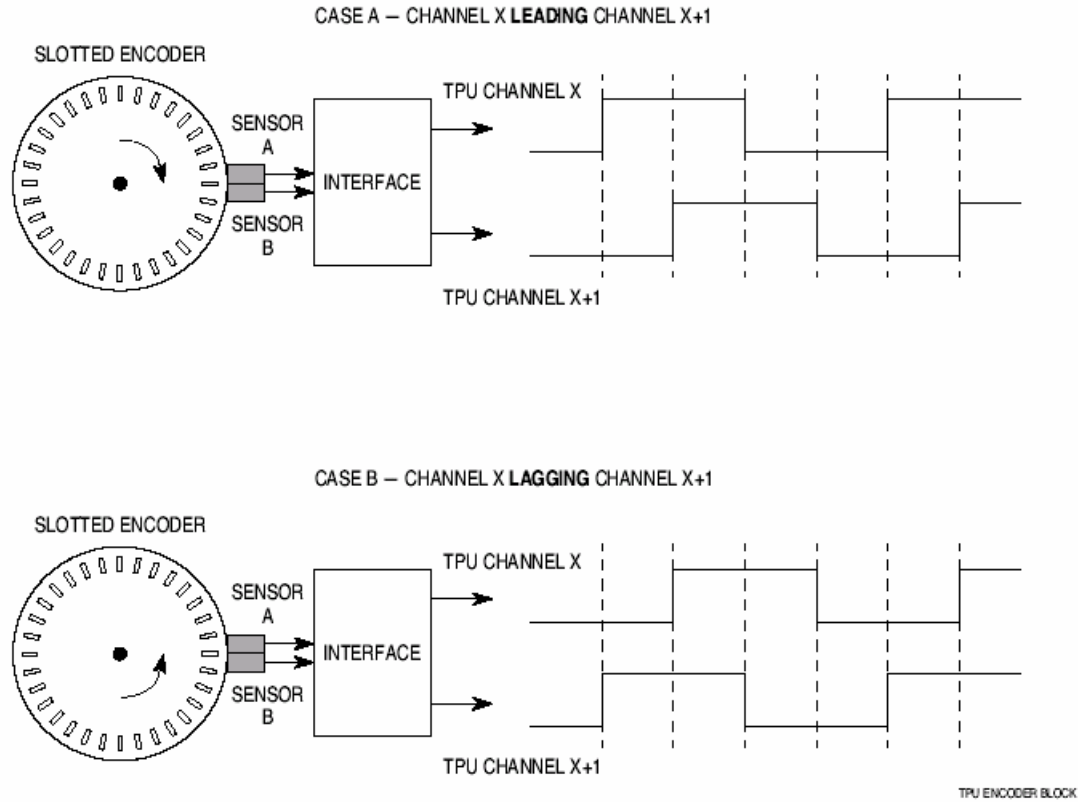 CASE A — CHANNEL X LEADING CHANNEL X+1
SLOTTED ENCODER
TPU CHANNEL X
SENSOR
A
INTERFACE
SENSOR
B
TPU CHANNEL X+1
CASE B — CHANNEL X LAGGING CHANNEL X+1
SLOTTED ENCODER
TPU CHANNEL X
SENSOR
A
INTERFACE
SENSOR
B
TPU CHANNEL X+1
TPU ENCODER BLOCK